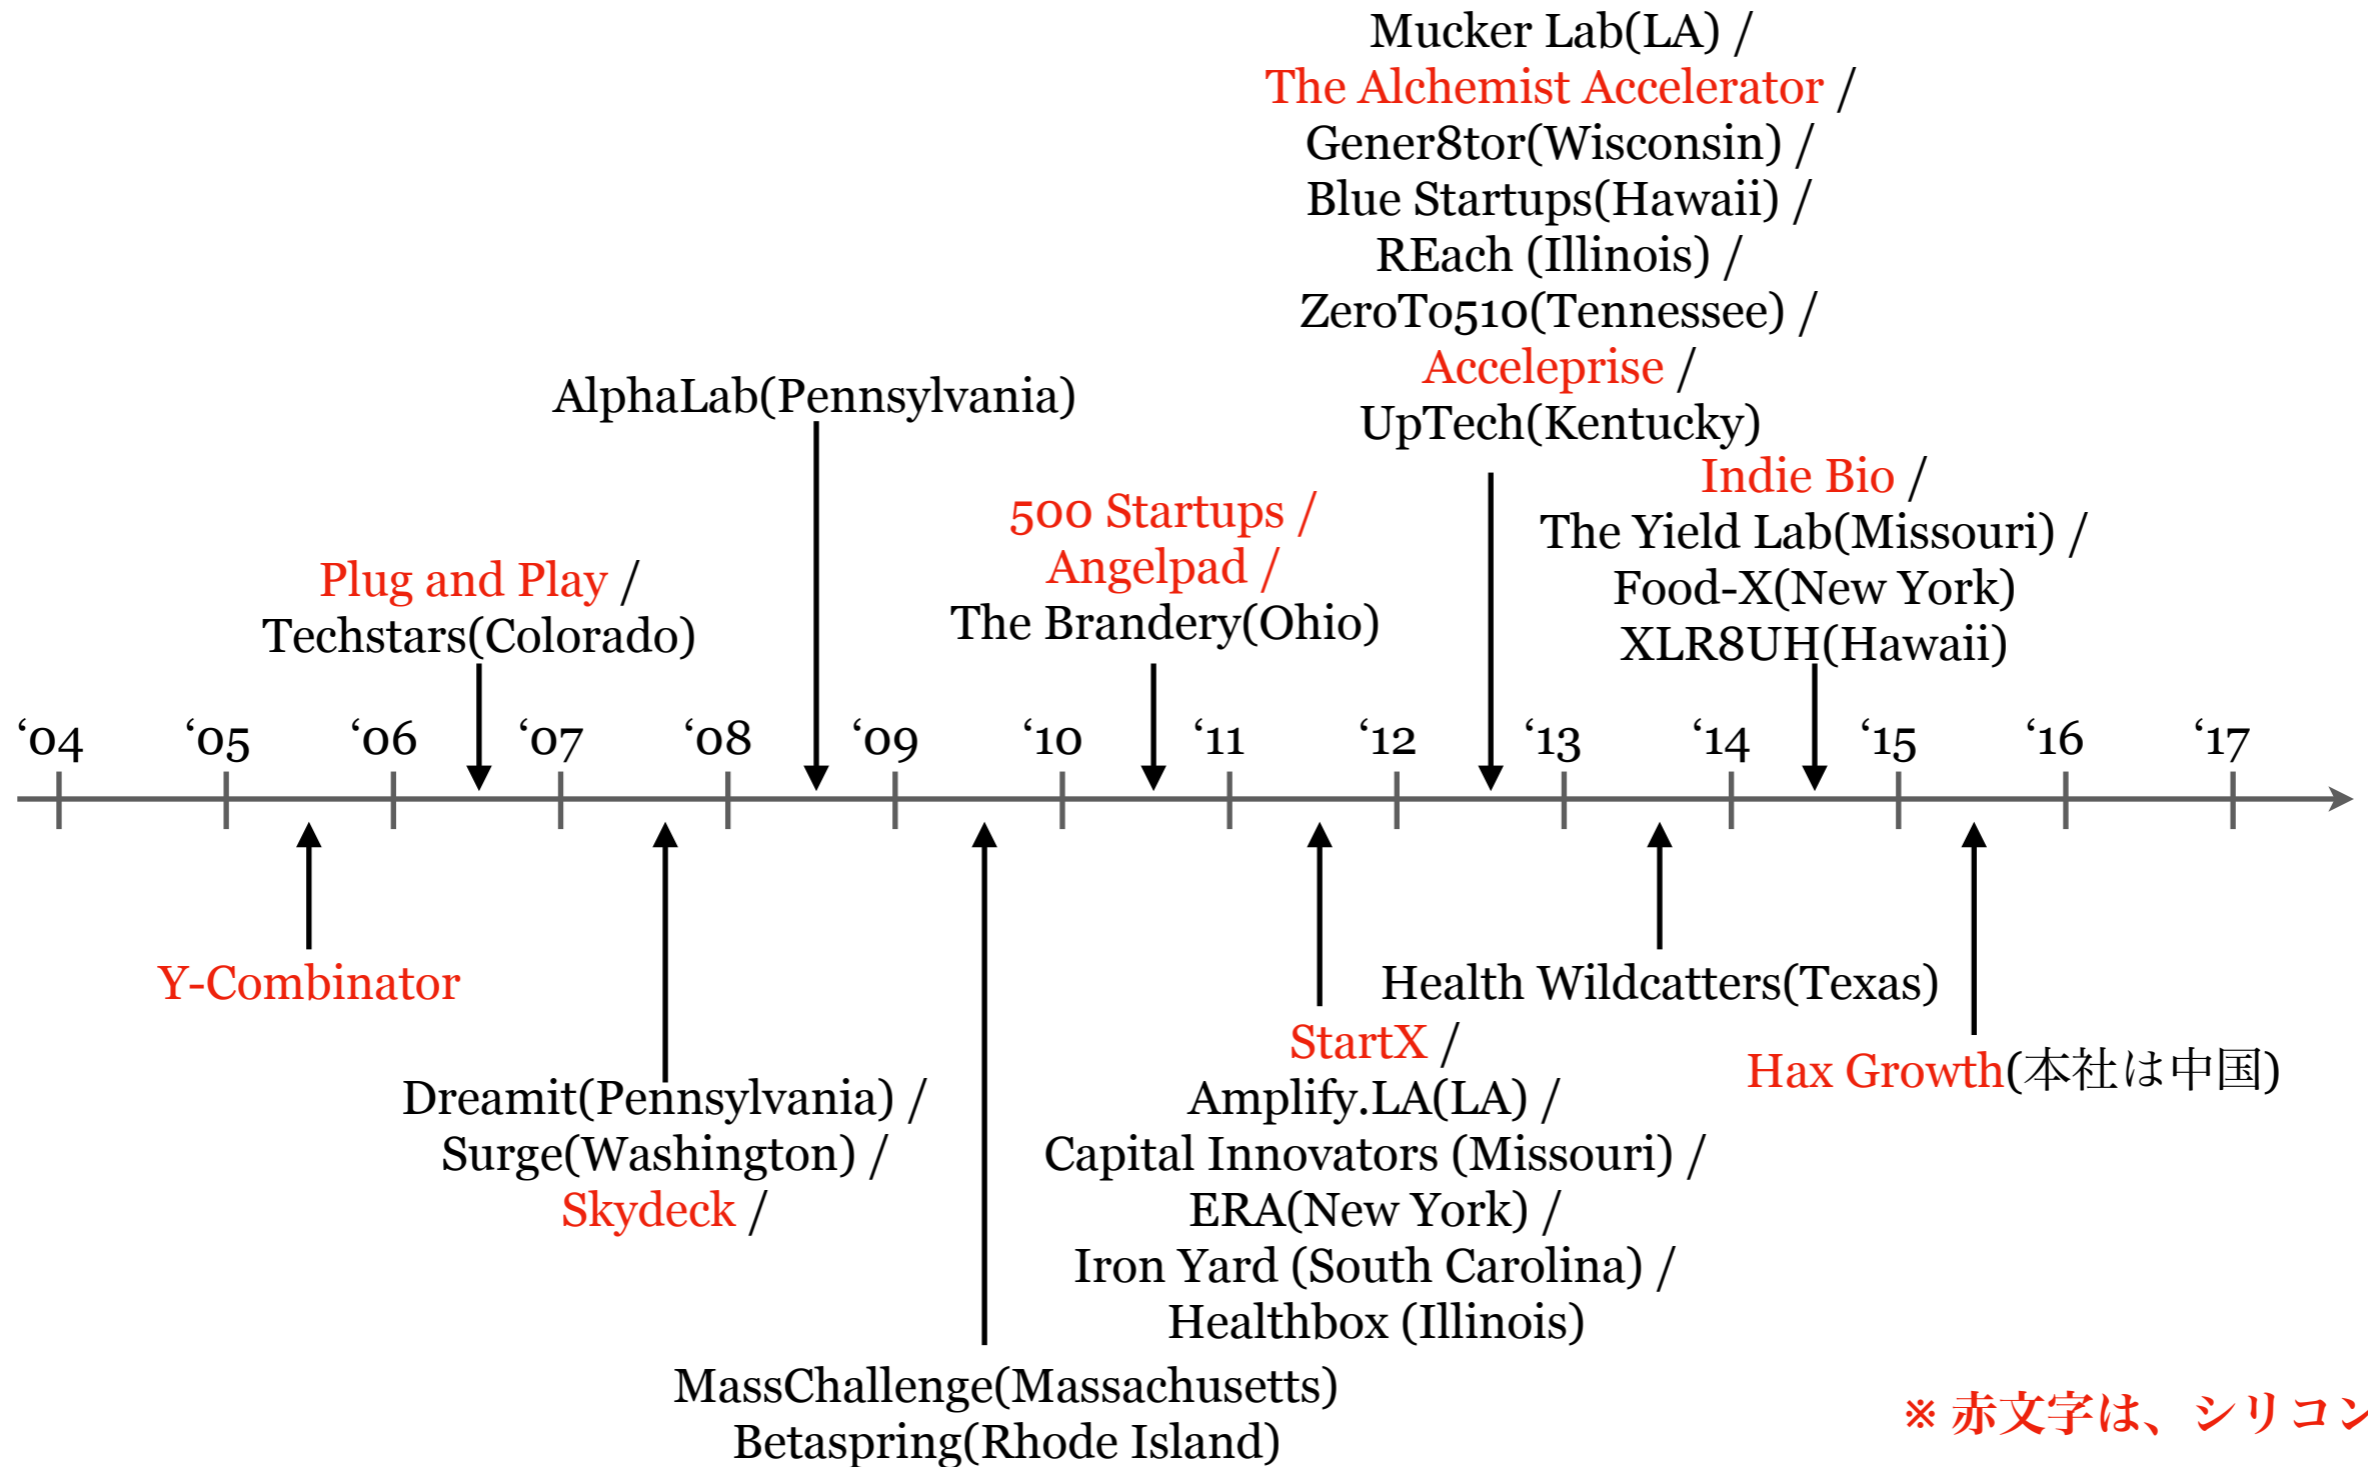 Mucker Lab(LA) /
The Alchemist Accelerator /
Gener8tor(Wisconsin) /
Blue Startups(Hawaii) /
REach (Illinois) /
ZeroTo510(Tennessee) /
Acceleprise /
UpTech(Kentucky)
AlphaLab(Pennsylvania)
Indie Bio /
The Yield Lab(Missouri) /
Food-X(New York)
XLR8UH(Hawaii)
500 Startups /
Angelpad /
The Brandery(Ohio)
Plug and Play /
Techstars(Colorado)
‘04 ‘05 ‘06 ‘07 ‘08 ‘09 ‘10 ‘11 ‘12 ‘13 ‘14 ‘15 ‘16 ‘17
Y-Combinator
Health Wildcatters(Texas)
StartX /
Amplify.LA(LA) /
Capital Innovators (Missouri) /
ERA(New York) /
Iron Yard (South Carolina) /
Healthbox (Illinois)
Hax Growth(本社は中国)
Dreamit(Pennsylvania) /
Surge(Washington) /
Skydeck /
MassChallenge(Massachusetts)
Betaspring(Rhode Island)
※ 赤文字は、シリコン